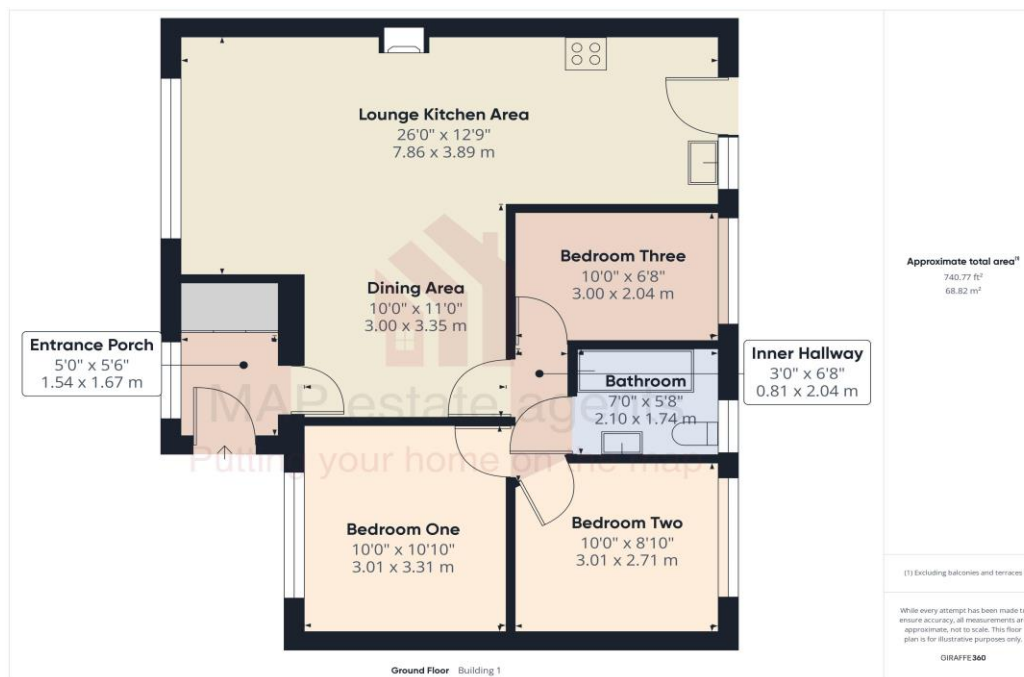 Lounge Kitchen Area
26'0" x 12'9"
7.86 x 3.89 m
Bedroom Three
10'0" x 6'8"
3.00 x 2.04 m
Dining Area
10'0" x 11'0"
3.00 x 3.35 m
Entrance Porch
5'0" x 5'6"
1.54 x 1.67 m
Inner Hallway
3'0" x 6'8"
0.81 x 2.04 m
Bathroom
7'0" x 5'8"
2.10 x 1.74 m
MAP estate agents
Putting your home on the map
Bedroom One
10'0" x 10'10"
3.01 x 3.31 m
Bedroom Two
10'0" x 8'10"
3.01 x 2.71 m
Ground Floor Building 1
Approximate total area(1)
740.77 ft²
68.82 m²
(1) Excluding balconies and terraces
While every attempt has been made to
ensure accuracy, all measurements are
approximate, not to scale. This floor
plan is for illustrative purposes only.
GIRAFFE360